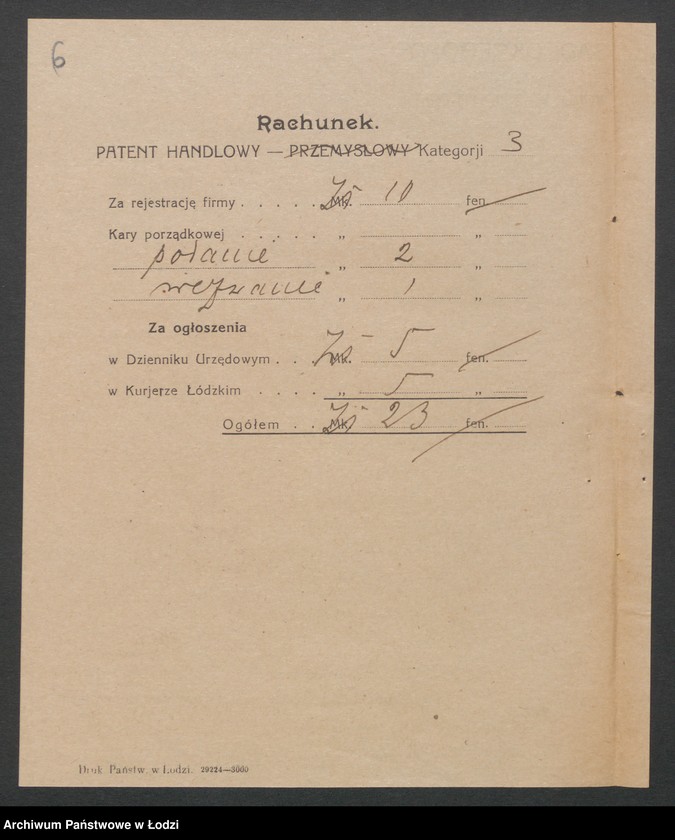 6
Rachunek.
PATENT HANDLOWY — PRZEMYSŁOWY Kategorji 3
Za rejestrację firmy . . . . . Mk. Zł 10 fen.
Kary porządkowej . . . . . „ „
podanie „ 2 „
wezwanie „ 1 „
Za ogłoszenia
w Dzienniku Urzędowym . . . Mk. Zł 5 fen.
w Kurjerze Łódzkim . . . . „ 5 „
Ogółem . . Mk. Zł 23 fen.
Druk Państw. w Łodzi. 29224—3000
Archiwum Państwowe w Łodzi